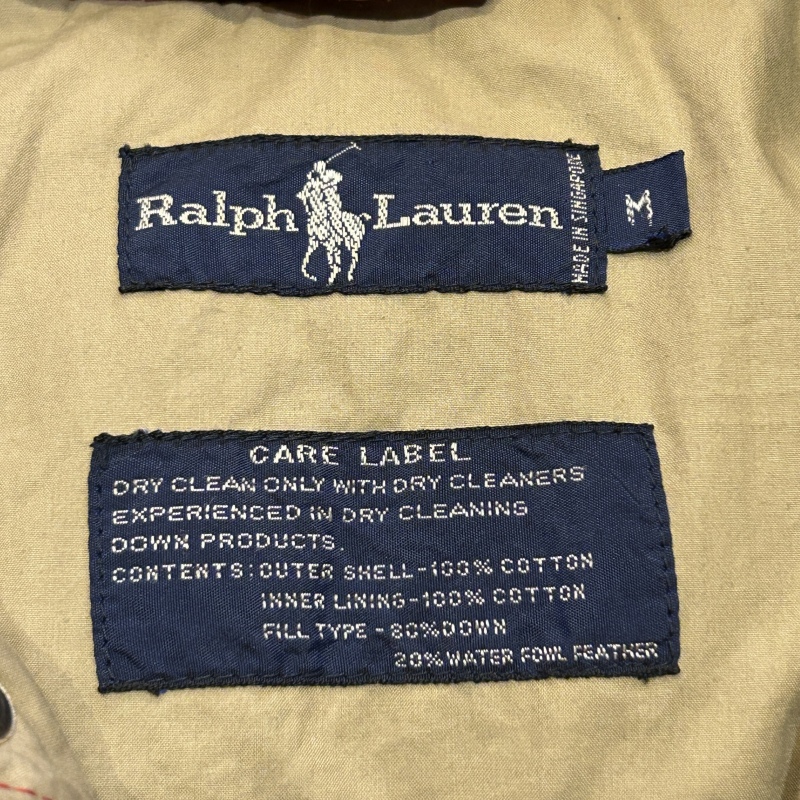 Ralph Lauren
MADE IN SINGAPORE
M
CARE LABEL
DRY CLEAN ONLY WITH DRY CLEANERS
EXPERIENCED IN DRY CLEANING
DOWN PRODUCTS.
CONTENTS: OUTER SHELL-100% COTTON
INNER LINING-100% COTTON
FILL TYPE - 80% DOWN
20% WATER FOWL FEATHER